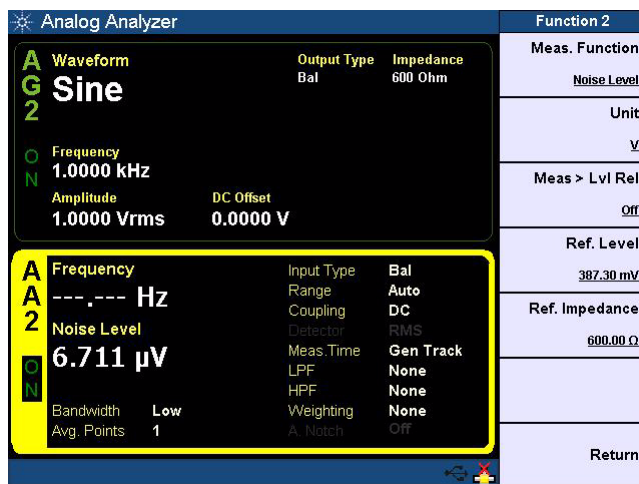 Analog Analyzer
Function 2
AG2
ON
Waveform
Sine
Output Type Impedance
Bal 600 Ohm
Frequency
1.0000 kHz
Amplitude DC Offset
1.0000 Vrms 0.0000 V
AA2
ON
Frequency
---.--- Hz
Noise Level
6.711 µV
Bandwidth Low
Avg. Points 1
Input Type Bal
Range Auto
Coupling DC
Detector RMS
Meas.Time Gen Track
LPF None
HPF None
Weighting None
A. Notch Off
Meas. Function
Noise Level
Unit
V
Meas > Lvl Rel
Off
Ref. Level
387.30 mV
Ref. Impedance
600.00 Ω
Return